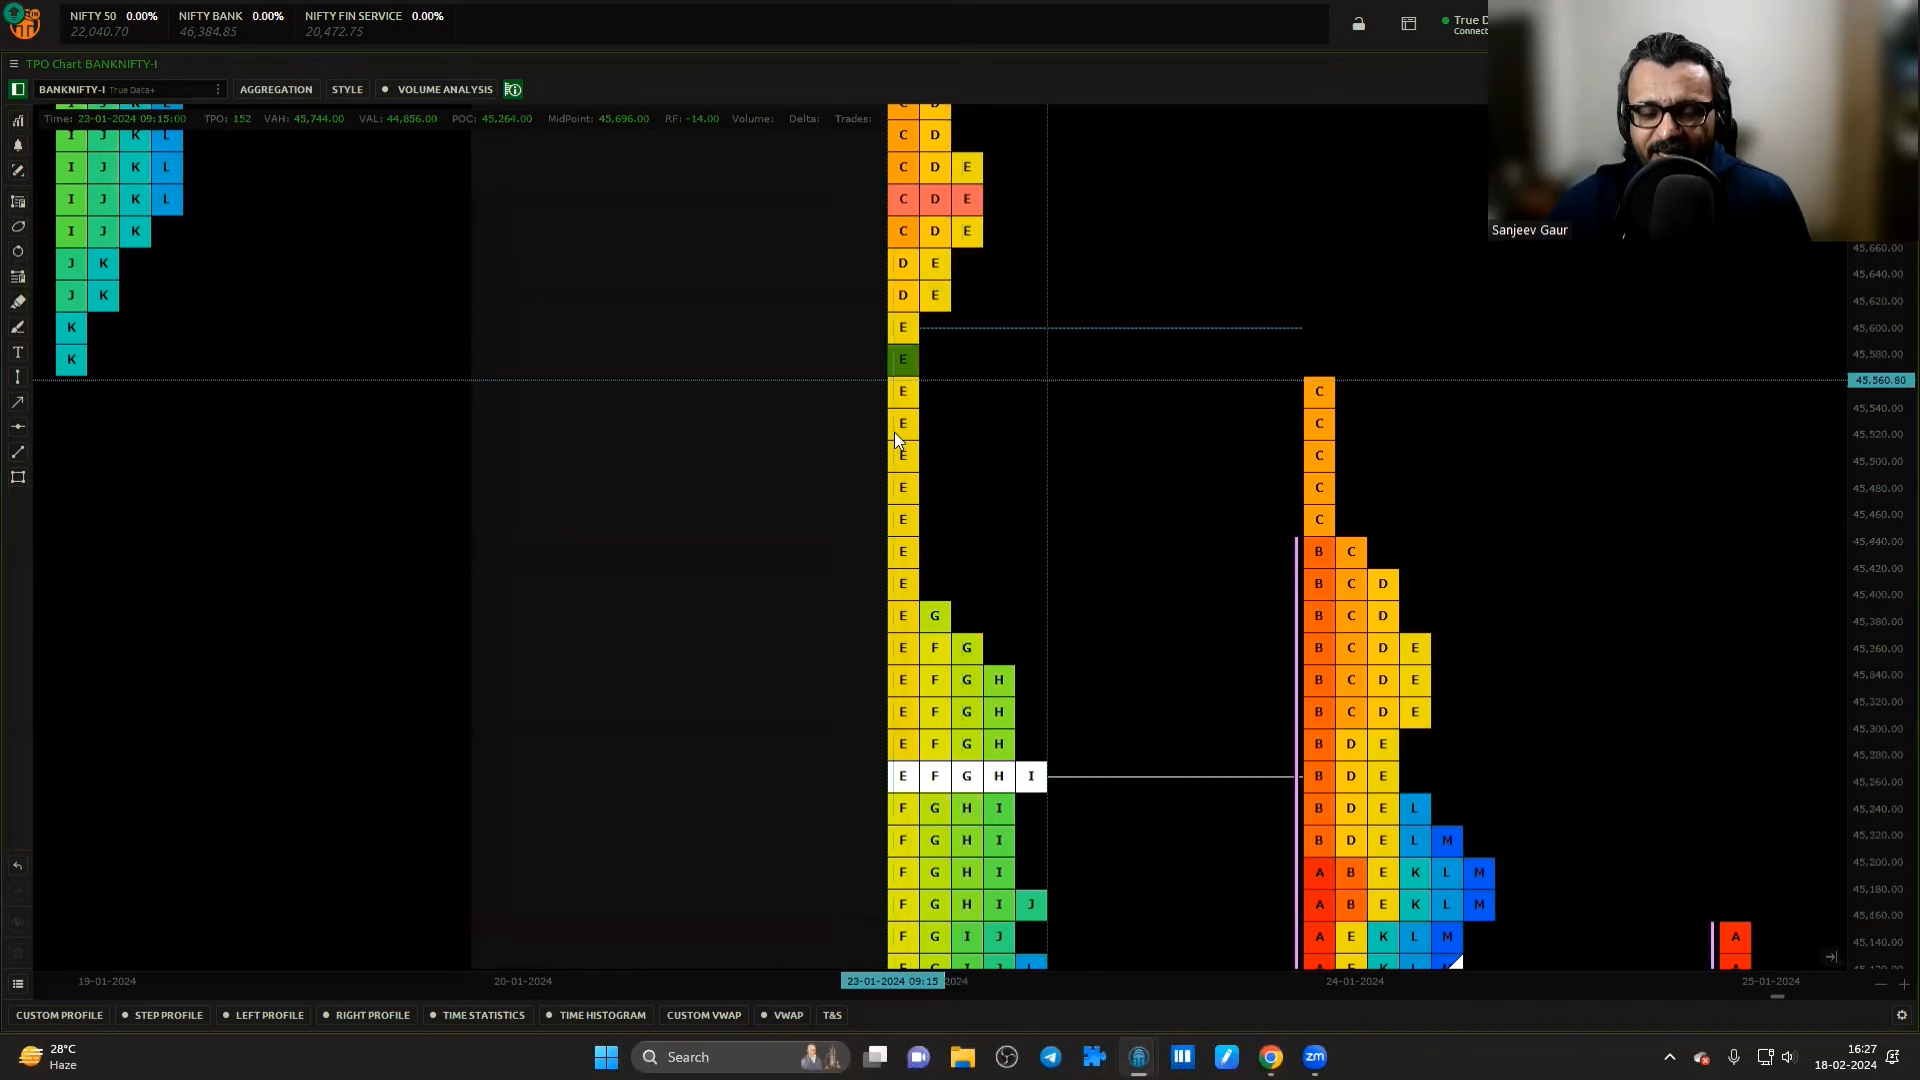 NIFTY 50 0.00% NIFTY BANK 0.00% NIFTY FIN SERVICE 0.00%
22,040.70 46,384.85 20,472.75
True D
Connect
TPO Chart BANKNIFTY-I
BANKNIFTY-I True Data+ AGGREGATION STYLE VOLUME ANALYSIS
Time: 23-01-2024 09:15:00 TPO: 152 VAH: 45,744.00 VAL: 44,856.00 POC: 45,264.00 MidPoint: 45,696.00 RF: -14.00 Volume: Delta: Trades:
I J K L C D
I J K L C D E
I J K L C D E
Sanjeev Gaur
I J K C D E
45,660.00
J K D E
45,640.00
J K D E
45,620.00
K E
45,600.00
K E
45,580.00
45,560.80
E C
45,540.00
E C
45,520.00
E C
45,500.00
E C
45,480.00
E C
45,460.00
E B C
45,440.00
E B C D
45,420.00
45,400.00
E G B C D
45,380.00
E F G B C D E
45,360.00
E F G H B C D E
45,340.00
E F G H B C D E
45,320.00
E F G H B D E
45,300.00
E F G H I B D E
45,280.00
45,260.00
F G H I B D E L
45,240.00
F G H I B D E L M
45,220.00
F G H I A B E K L M
45,200.00
F G H I J A B E K L M
45,180.00
45,160.00
F G I J A E K L M A
45,140.00
19-01-2024 20-01-2024 23-01-2024 09:15 2024 24-01-2024 25-01-2024
CUSTOM PROFILE STEP PROFILE LEFT PROFILE RIGHT PROFILE TIME STATISTICS TIME HISTOGRAM CUSTOM VWAP VWAP T&S
28°C
Haze
Search
zm
16:27
18-02-2024